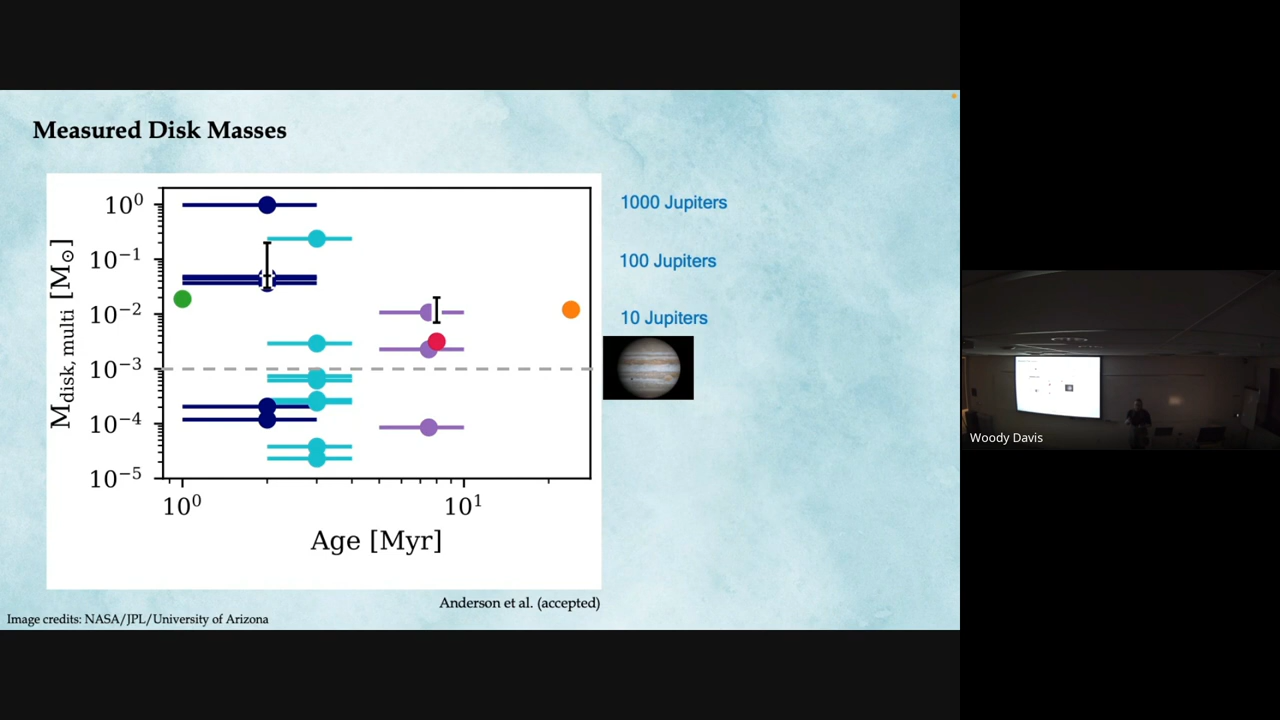 Measured Disk Masses
10⁰
10⁻¹
10⁻²
10⁻³
10⁻⁴
10⁻⁵
M_disk, multi [M☉]
10⁰
10¹
Age [Myr]
1000 Jupiters
100 Jupiters
10 Jupiters
Anderson et al. (accepted)
Image credits: NASA/JPL/University of Arizona
Woody Davis